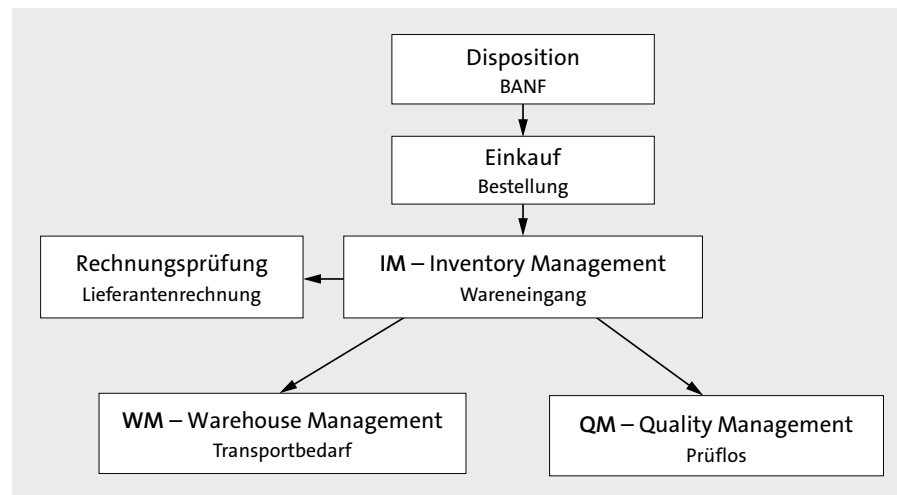 Disposition
BANF
Einkauf
Bestellung
Rechnungsprüfung
Lieferantenrechnung
IM – Inventory Management
Wareneingang
WM – Warehouse Management
Transportbedarf
QM – Quality Management
Prüflos